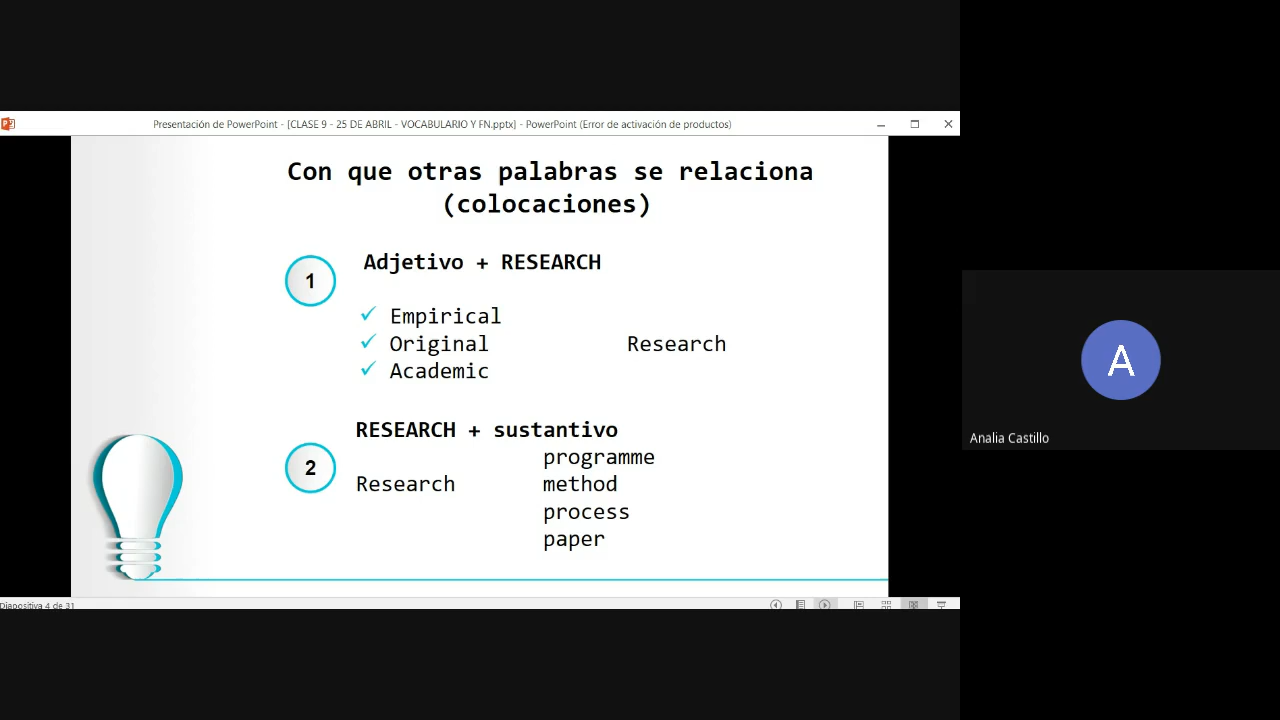 Presentación de PowerPoint - [CLASE 9 - 25 DE ABRIL - VOCABULARIO Y FN.pptx] - PowerPoint (Error de activación de productos)
Con que otras palabras se relaciona
(colocaciones)
1
Adjetivo + RESEARCH
Empirical
Original Research
Academic
2
RESEARCH + sustantivo
programme
Research method
process
paper
Diapositiva 4 de 31
A
Analia Castillo